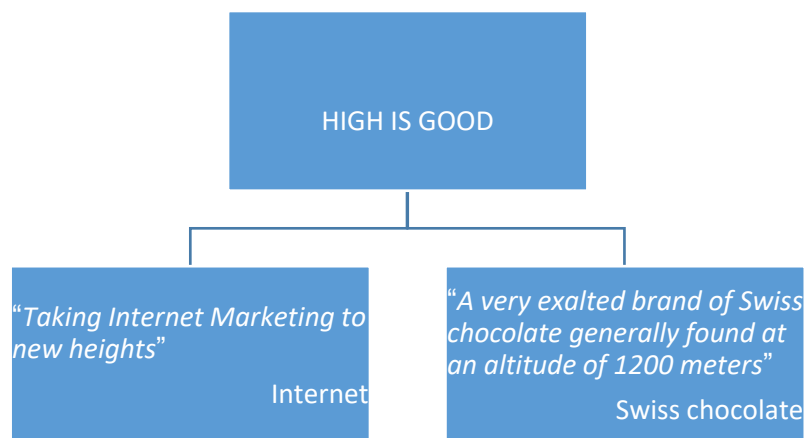 HIGH IS GOOD
“Taking Internet Marketing to
new heights”
Internet
“A very exalted brand of Swiss
chocolate generally found at
an altitude of 1200 meters”
Swiss chocolate